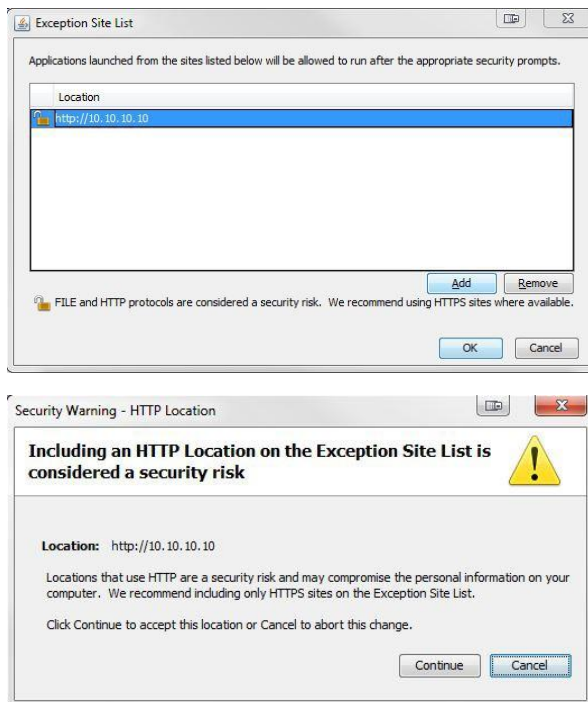 Exception Site List
Applications launched from the sites listed below will be allowed to run after the appropriate security prompts.
Location
http://10.10.10.10
Add
Remove
FILE and HTTP protocols are considered a security risk. We recommend using HTTPS sites where available.
OK
Cancel
Security Warning - HTTP Location
Including an HTTP Location on the Exception Site List is
considered a security risk
Location: http://10.10.10.10
Locations that use HTTP are a security risk and may compromise the personal information on your
computer. We recommend including only HTTPS sites on the Exception Site List.
Click Continue to accept this location or Cancel to abort this change.
Continue
Cancel